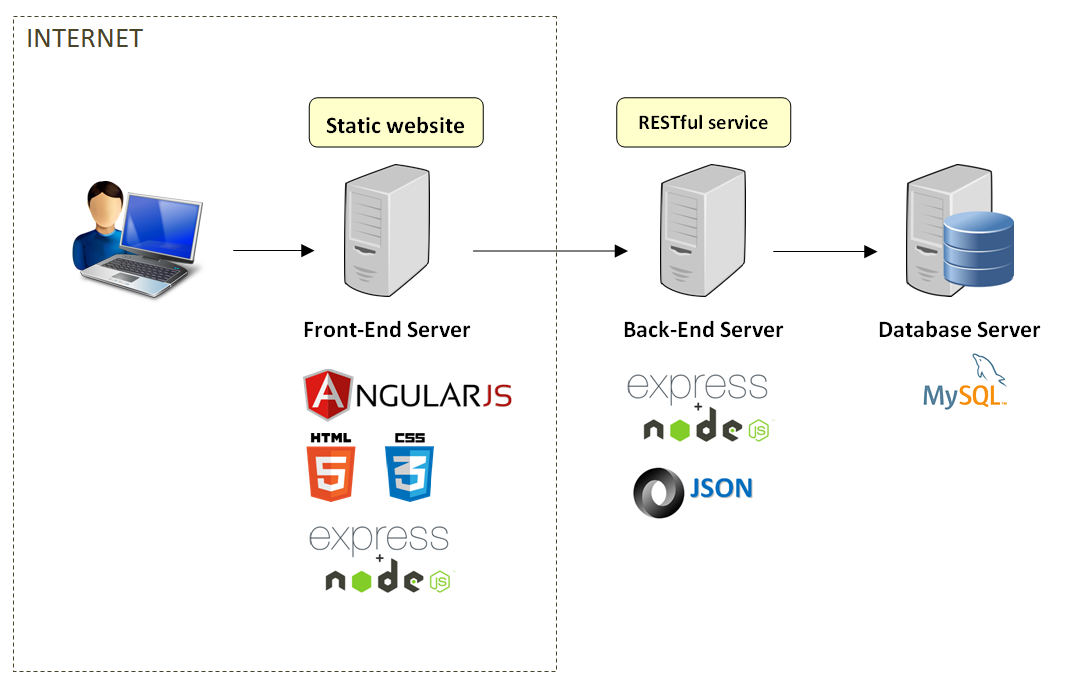 INTERNET
Static website
RESTful service
Front-End Server
Back-End Server
Database Server
ANGULARJS
HTML
5
CSS
3
express
+
node
JS
express
+
node
JS
JSON
MySQL™